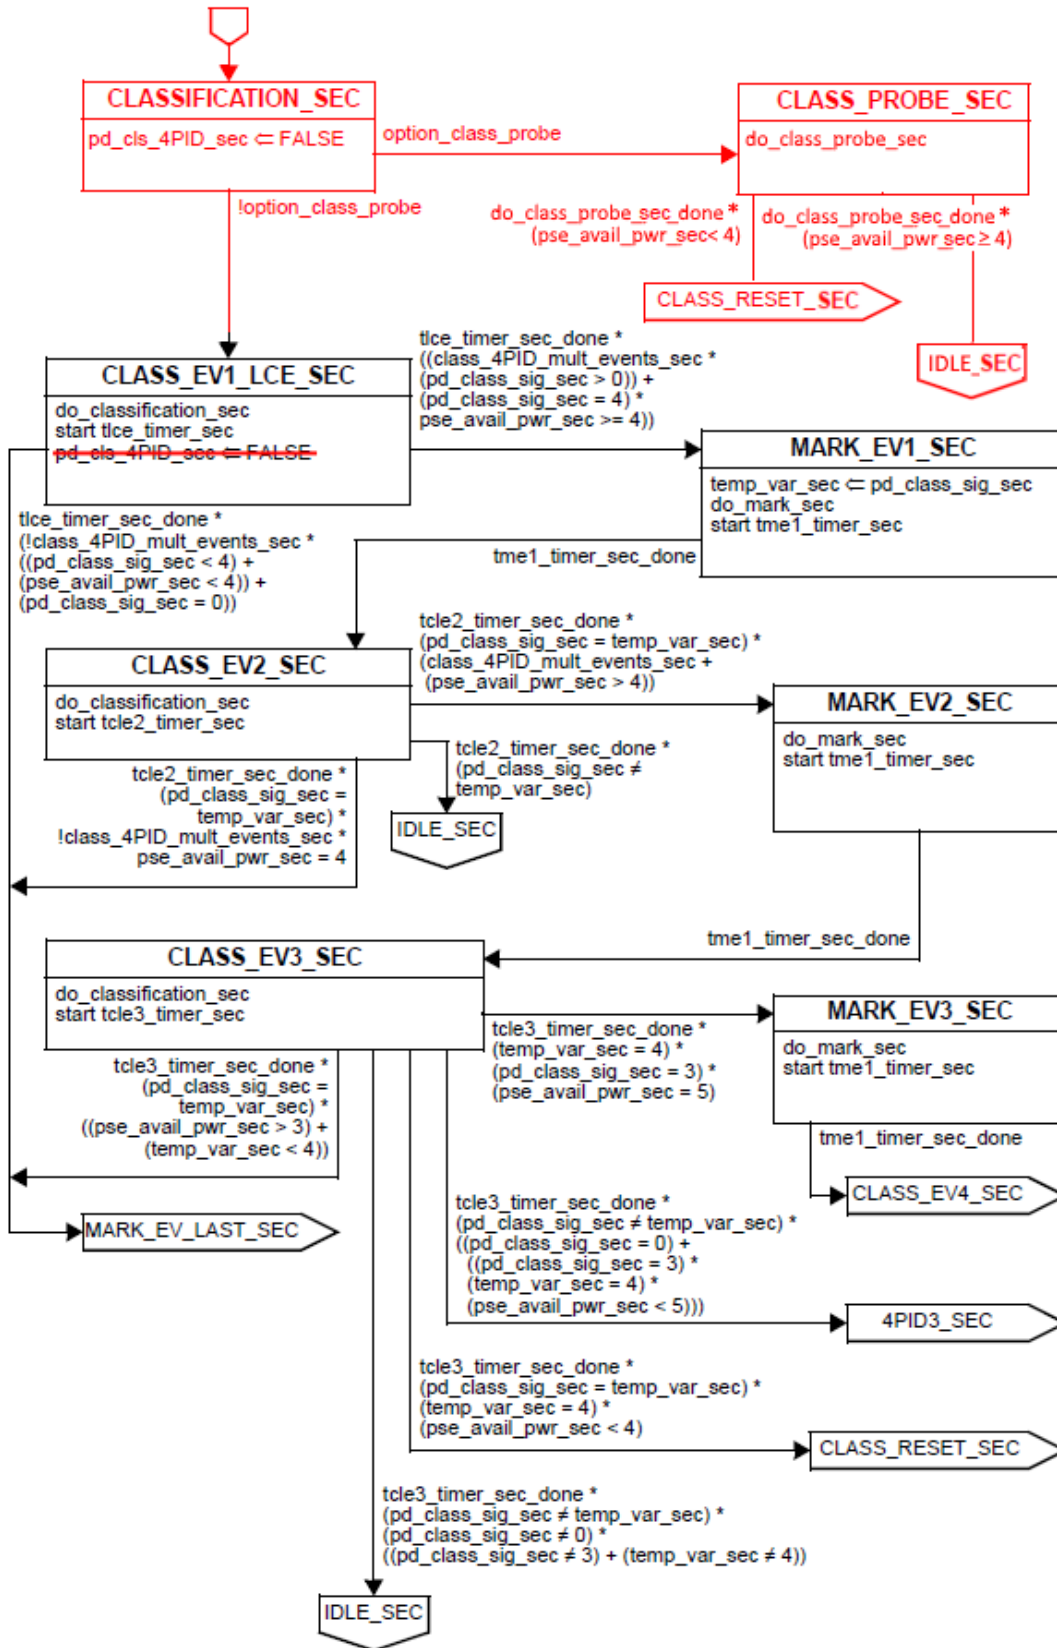 CLASSIFICATION_SEC
pd_cls_4PID_sec ⇐ FALSE
option_class_probe
CLASS_PROBE_SEC
do_class_probe_sec
!option_class_probe
do_class_probe_sec_done *
(pse_avail_pwr_sec< 4)
do_class_probe_sec_done *
(pse_avail_pwr_sec ≥ 4)
CLASS_RESET_SEC
IDLE_SEC
CLASS_EV1_LCE_SEC
do_classification_sec
start tlce_timer_sec
pd_cls_4PID_sec ⇐ FALSE
tlce_timer_sec_done *
((class_4PID_mult_events_sec *
(pd_class_sig_sec > 0)) +
(pd_class_sig_sec = 4) *
pse_avail_pwr_sec >= 4))
MARK_EV1_SEC
temp_var_sec ⇐ pd_class_sig_sec
do_mark_sec
start tme1_timer_sec
tlce_timer_sec_done *
(!class_4PID_mult_events_sec *
((pd_class_sig_sec < 4) +
(pse_avail_pwr_sec < 4)) +
(pd_class_sig_sec = 0))
tme1_timer_sec_done
CLASS_EV2_SEC
do_classification_sec
start tcle2_timer_sec
tcle2_timer_sec_done *
(pd_class_sig_sec = temp_var_sec) *
(class_4PID_mult_events_sec +
(pse_avail_pwr_sec > 4))
MARK_EV2_SEC
do_mark_sec
start tme1_timer_sec
tcle2_timer_sec_done *
(pd_class_sig_sec ≠
temp_var_sec)
IDLE_SEC
tcle2_timer_sec_done *
(pd_class_sig_sec =
temp_var_sec) *
!class_4PID_mult_events_sec *
pse_avail_pwr_sec = 4
tme1_timer_sec_done
CLASS_EV3_SEC
do_classification_sec
start tcle3_timer_sec
tcle3_timer_sec_done *
(temp_var_sec = 4) *
(pd_class_sig_sec = 3) *
(pse_avail_pwr_sec = 5)
MARK_EV3_SEC
do_mark_sec
start tme1_timer_sec
tcle3_timer_sec_done *
(pd_class_sig_sec =
temp_var_sec) *
((pse_avail_pwr_sec > 3) +
(temp_var_sec < 4))
tme1_timer_sec_done
CLASS_EV4_SEC
MARK_EV_LAST_SEC
tcle3_timer_sec_done *
(pd_class_sig_sec ≠ temp_var_sec) *
((pd_class_sig_sec = 0) +
((pd_class_sig_sec = 3) *
(temp_var_sec = 4) *
(pse_avail_pwr_sec < 5)))
4PID3_SEC
tcle3_timer_sec_done *
(pd_class_sig_sec = temp_var_sec) *
(temp_var_sec = 4) *
(pse_avail_pwr_sec < 4)
CLASS_RESET_SEC
tcle3_timer_sec_done *
(pd_class_sig_sec ≠ temp_var_sec) *
(pd_class_sig_sec ≠ 0) *
((pd_class_sig_sec ≠ 3) + (temp_var_sec ≠ 4))
IDLE_SEC